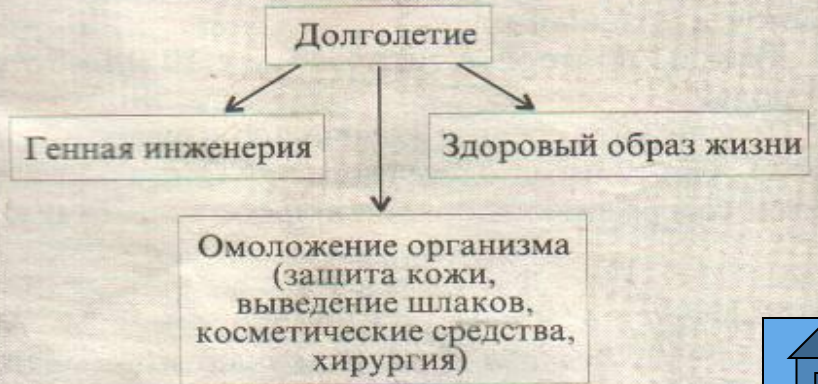 Долголетие
Генная инженерия
Здоровый образ жизни
Омоложение организма
(защита кожи,
выведение шлаков,
косметические средства,
хирургия)